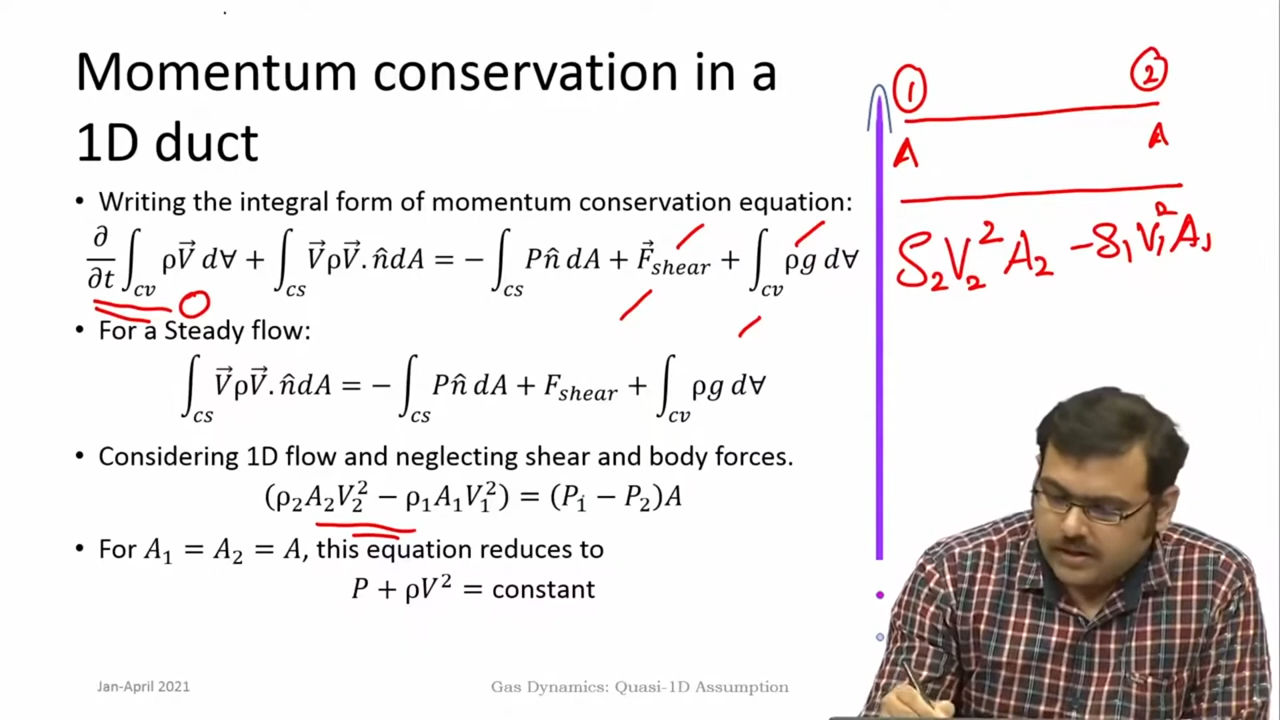 Momentum conservation in a
1D duct
• Writing the integral form of momentum conservation equation:
∂/∂t ∫cv ρV⃗ d∀ + ∫cs V⃗ρV⃗.n̂dA = − ∫cs Pn̂ dA + F⃗shear + ∫cv ρg d∀
0
• For a Steady flow:
∫cs V⃗ρV⃗.n̂dA = − ∫cs Pn̂ dA + Fshear + ∫cv ρg d∀
• Considering 1D flow and neglecting shear and body forces.
(ρ₂A₂V₂² − ρ₁A₁V₁²) = (P₁ − P₂)A
• For A₁ = A₂ = A, this equation reduces to
P + ρV² = constant
1 2
A A
ρ₂V₂²A₂ − ρ₁V₁²A₁
Jan-April 2021
Gas Dynamics: Quasi-1D Assumption